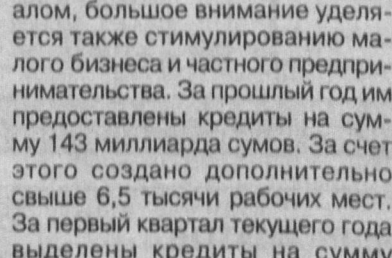 алом, большое внимание уделя-
ется также стимулированию ма-
лого бизнеса и частного предпри-
нимательства. За прошлый год им
предоставлены кредиты на сум-
му 143 миллиарда сумов. За счет
этого создано дополнительно
свыше 6,5 тысячи рабочих мест.
За первый квартал текущего года
выделены кредиты на сумму